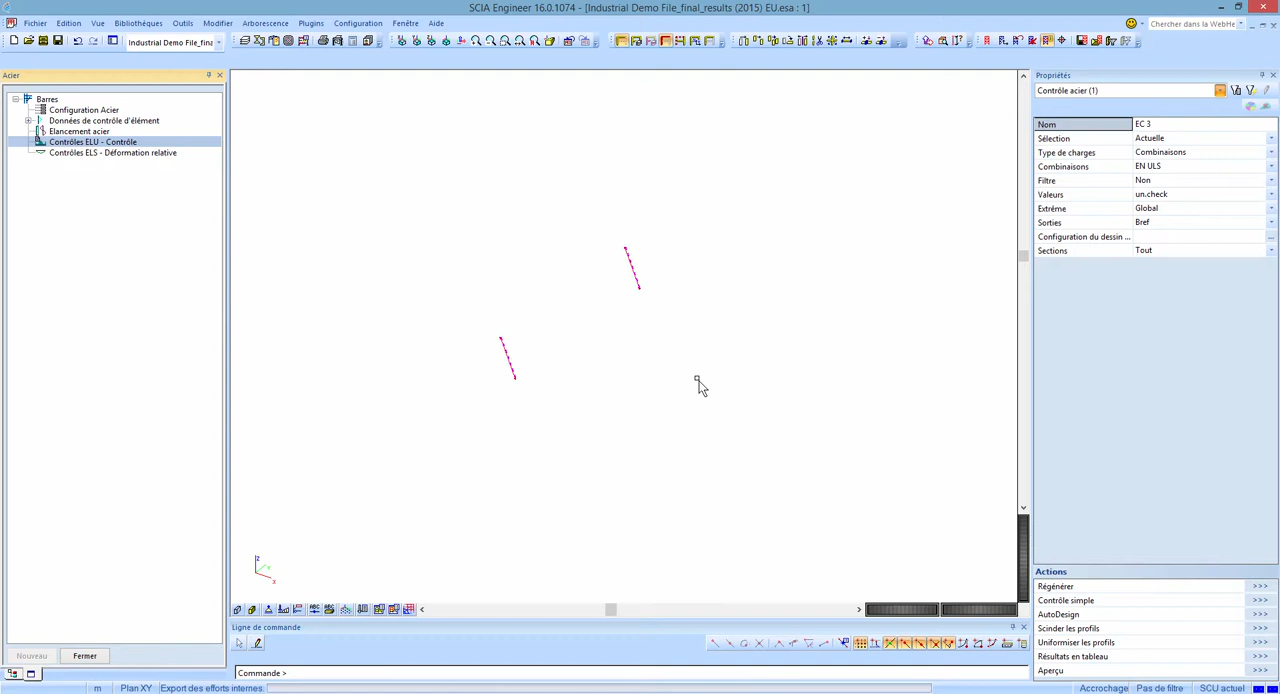 SCIA Engineer 16.0.1074 - [Industrial Demo File_final_results (2015) EU.esa : 1]
Fichier Edition Vue Bibliothèques Outils Modifier Arborescence Plugins Configuration Fenêtre Aide
Chercher dans la WebHe
Industrial Demo File_fina
Acier
Barres
Configuration Acier
Données de contrôle d'élément
Elancement acier
Contrôles ELU - Contrôle
Contrôles ELS - Déformation relative
Nouveau Fermer
z
Y
x
Propriétés
Contrôle acier (1)
Nom EC 3
Sélection Actuelle
Type de charges Combinaisons
Combinaisons EN ULS
Filtre Non
Valeurs un.check
Extrême Global
Sorties Bref
Configuration du dessin ... ...
Sections Tout
Actions
Régénérer >>>
Contrôle simple >>>
AutoDesign >>>
Scinder les profils >>>
Uniformiser les profils >>>
Résultats en tableau >>>
Aperçu >>>
Ligne de commande
Commande >
m Plan XY Export des efforts internes. Accrochage Pas de filtre SCU actuel